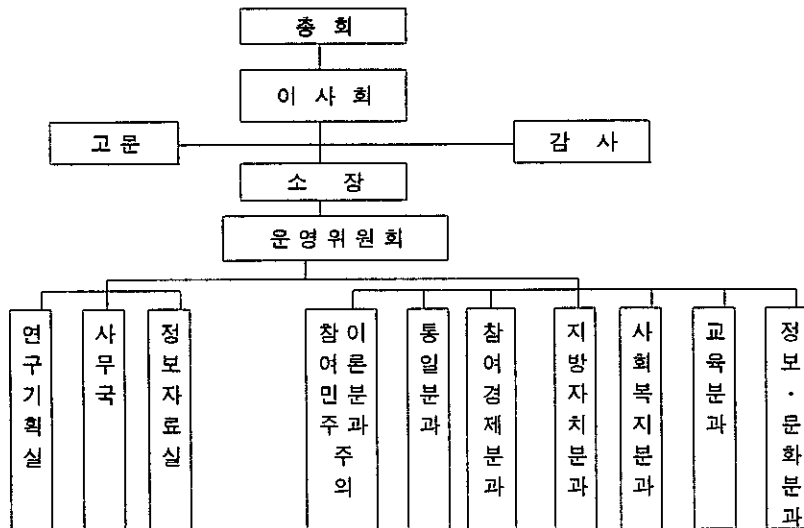 총 회
이 사 회
고 문
감 사
소 장
운 영 위 원 회
연구기획실
사무국
정보자료실
참여민주주의
이론분과
통일분과
참여경제분과
지방자치분과
사회복지분과
교육분과
정보·문화분과